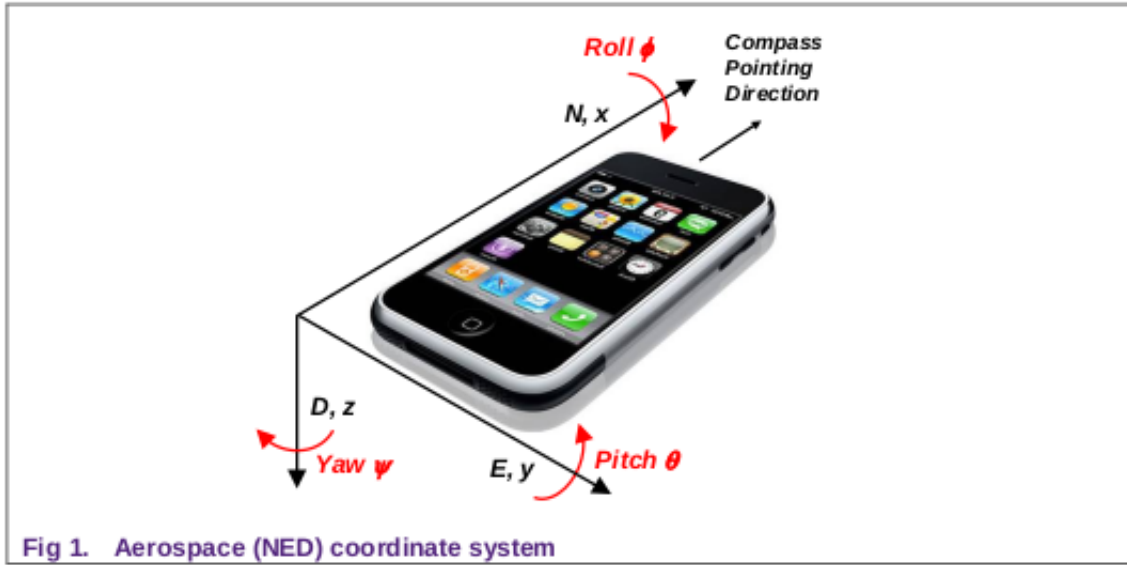 Roll ϕ
Compass
Pointing
Direction
N, x
D, z
Yaw ψ
E, y
Pitch θ
Fig 1. Aerospace (NED) coordinate system